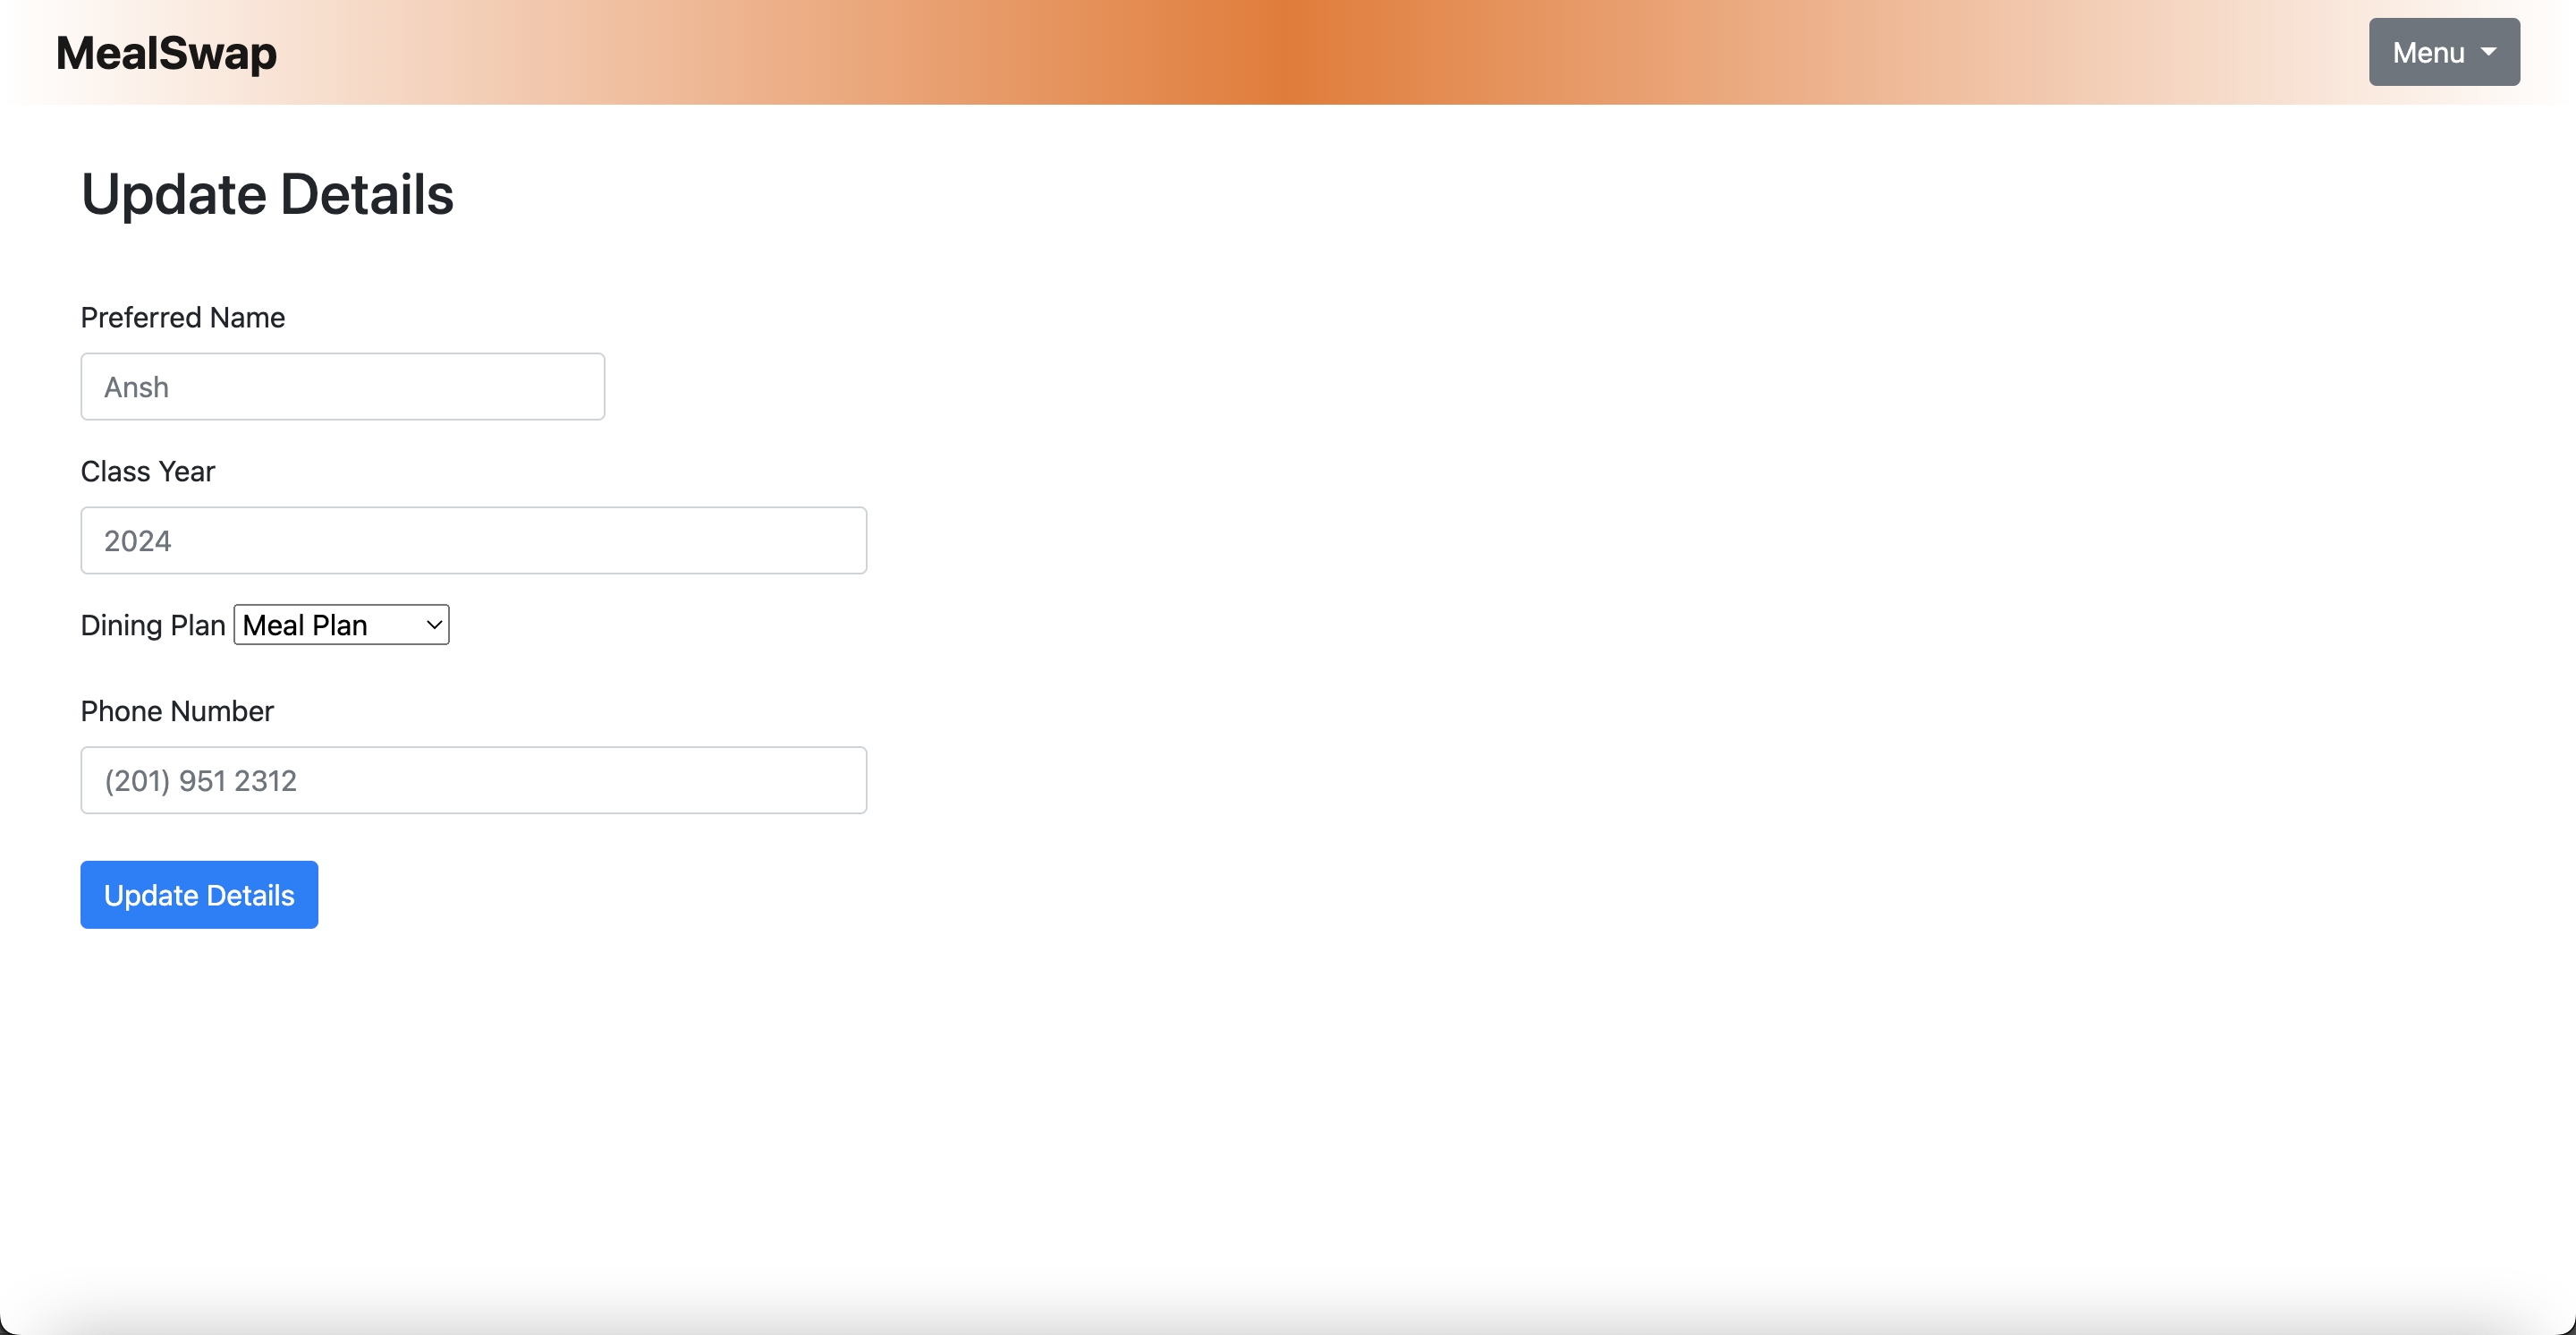 MealSwap
Menu
Update Details
Preferred Name
Ansh
Class Year
2024
Dining Plan Meal Plan
Phone Number
(201) 951 2312
Update Details